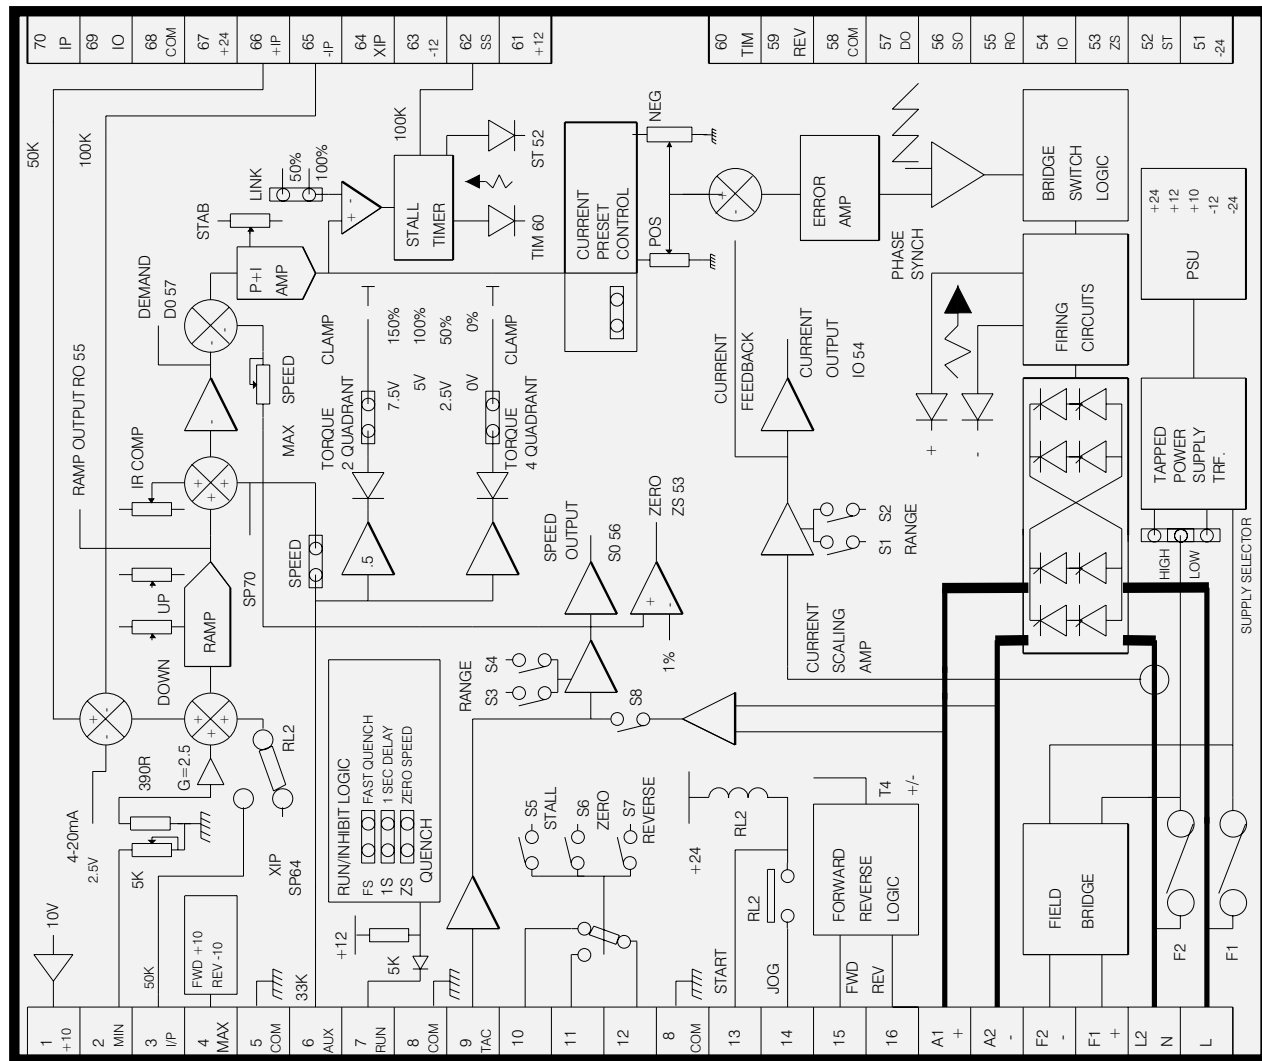 70 IP
69 IO
68 COM
67 +24
66 +IP
65 -IP
64 XIP
63 -12
62 SS
61 +12
60 TIM
59 REV
58 COM
57 DO
56 SO
55 RO
54 IO
53 ZS
52 ST
51 -24
50K
100K
RAMP OUTPUT RO 55
DEMAND
D0 57
STAB
LINK
50%
100%
P+I
AMP
STALL
TIMER
100K
ST 52
TIM 60
CURRENT
PRESET
CONTROL
NEG
POS
ERROR
AMP
PHASE
SYNCH
BRIDGE
SWITCH
LOGIC
FIRING
CIRCUITS
+24
+12
+10
-12
-24
PSU
IR COMP
MAX
SPEED
TORQUE
2 QUADRANT
CLAMP
7.5V
150%
5V
100%
2.5V
50%
0V
0%
TORQUE
4 QUADRANT
CLAMP
CURRENT
FEEDBACK
CURRENT
OUTPUT
IO 54
+
-
TAPPED
POWER
SUPPLY
TRF.
HIGH
LOW
SUPPLY SELECTOR
UP
DOWN
RAMP
SP70
SPEED
.5
SPEED
OUTPUT
S0 56
ZERO
ZS 53
1%
S1
S2
RANGE
CURRENT
SCALING
AMP
RANGE
S3
S4
S8
390R
G=2.5
4-20mA
2.5V
5K
RL2
XIP
SP64
RUN/INHIBIT LOGIC
FS
FAST QUENCH
1S
1 SEC DELAY
ZS
ZERO SPEED
QUENCH
S5
STALL
S6
ZERO
S7
REVERSE
+24
RL2
T4
+/-
RL2
FORWARD
REVERSE
LOGIC
FIELD
BRIDGE
10V
50K
FWD +10
REV -10
33K
+12
5K
START
JOG
FWD
REV
F2
F1
1 +10
2 MIN
3 I/P
4 MAX
5 COM
6 AUX
7 RUN
8 COM
9 TAC
10
11
12
8 COM
13
14
15
16
A1 +
A2 -
F2 -
F1 +
L2 N
L